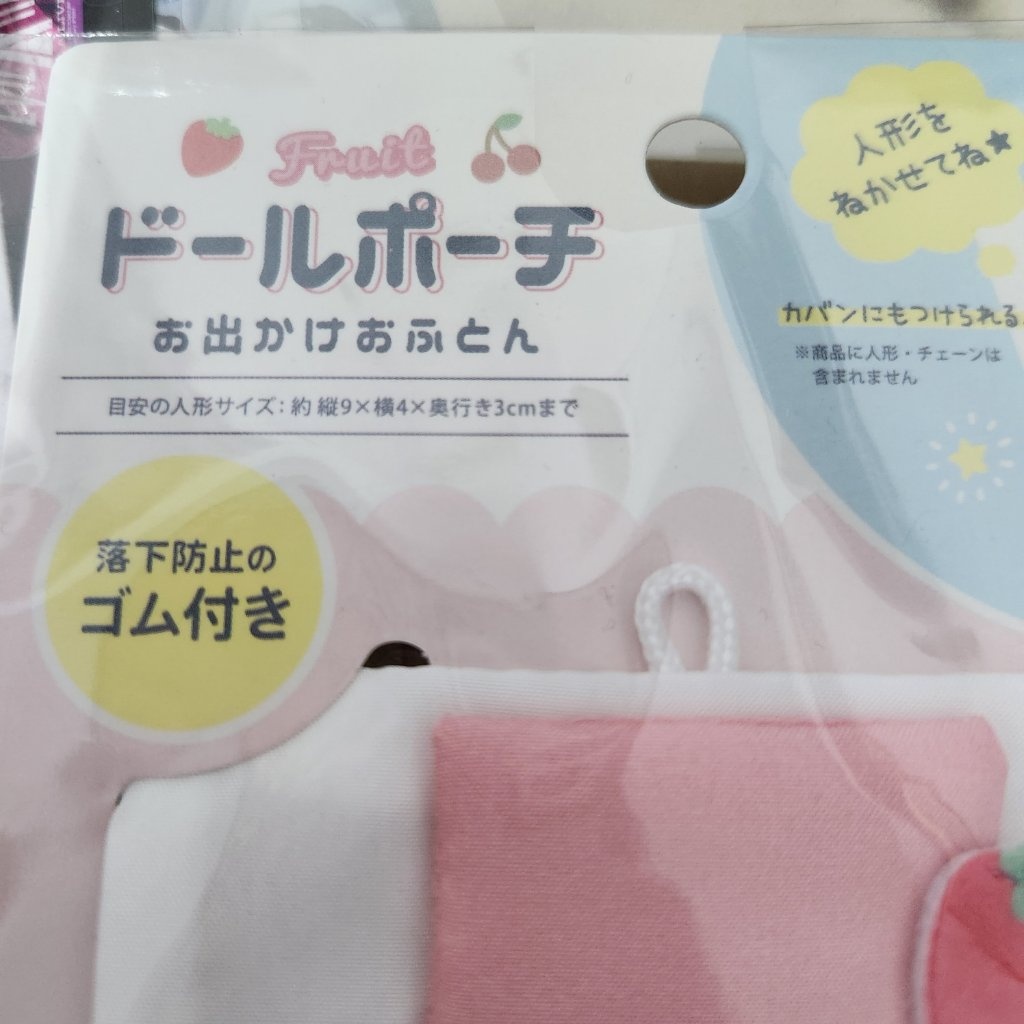 Fruit
ドールポーチ
お出かけおふとん
目安の人形サイズ:約 縦9×横4×奥行き3cmまで
人形を
ねかせてね★
カバンにもつけられる
※商品に人形・チェーンは
含まれません
落下防止の
ゴム付き